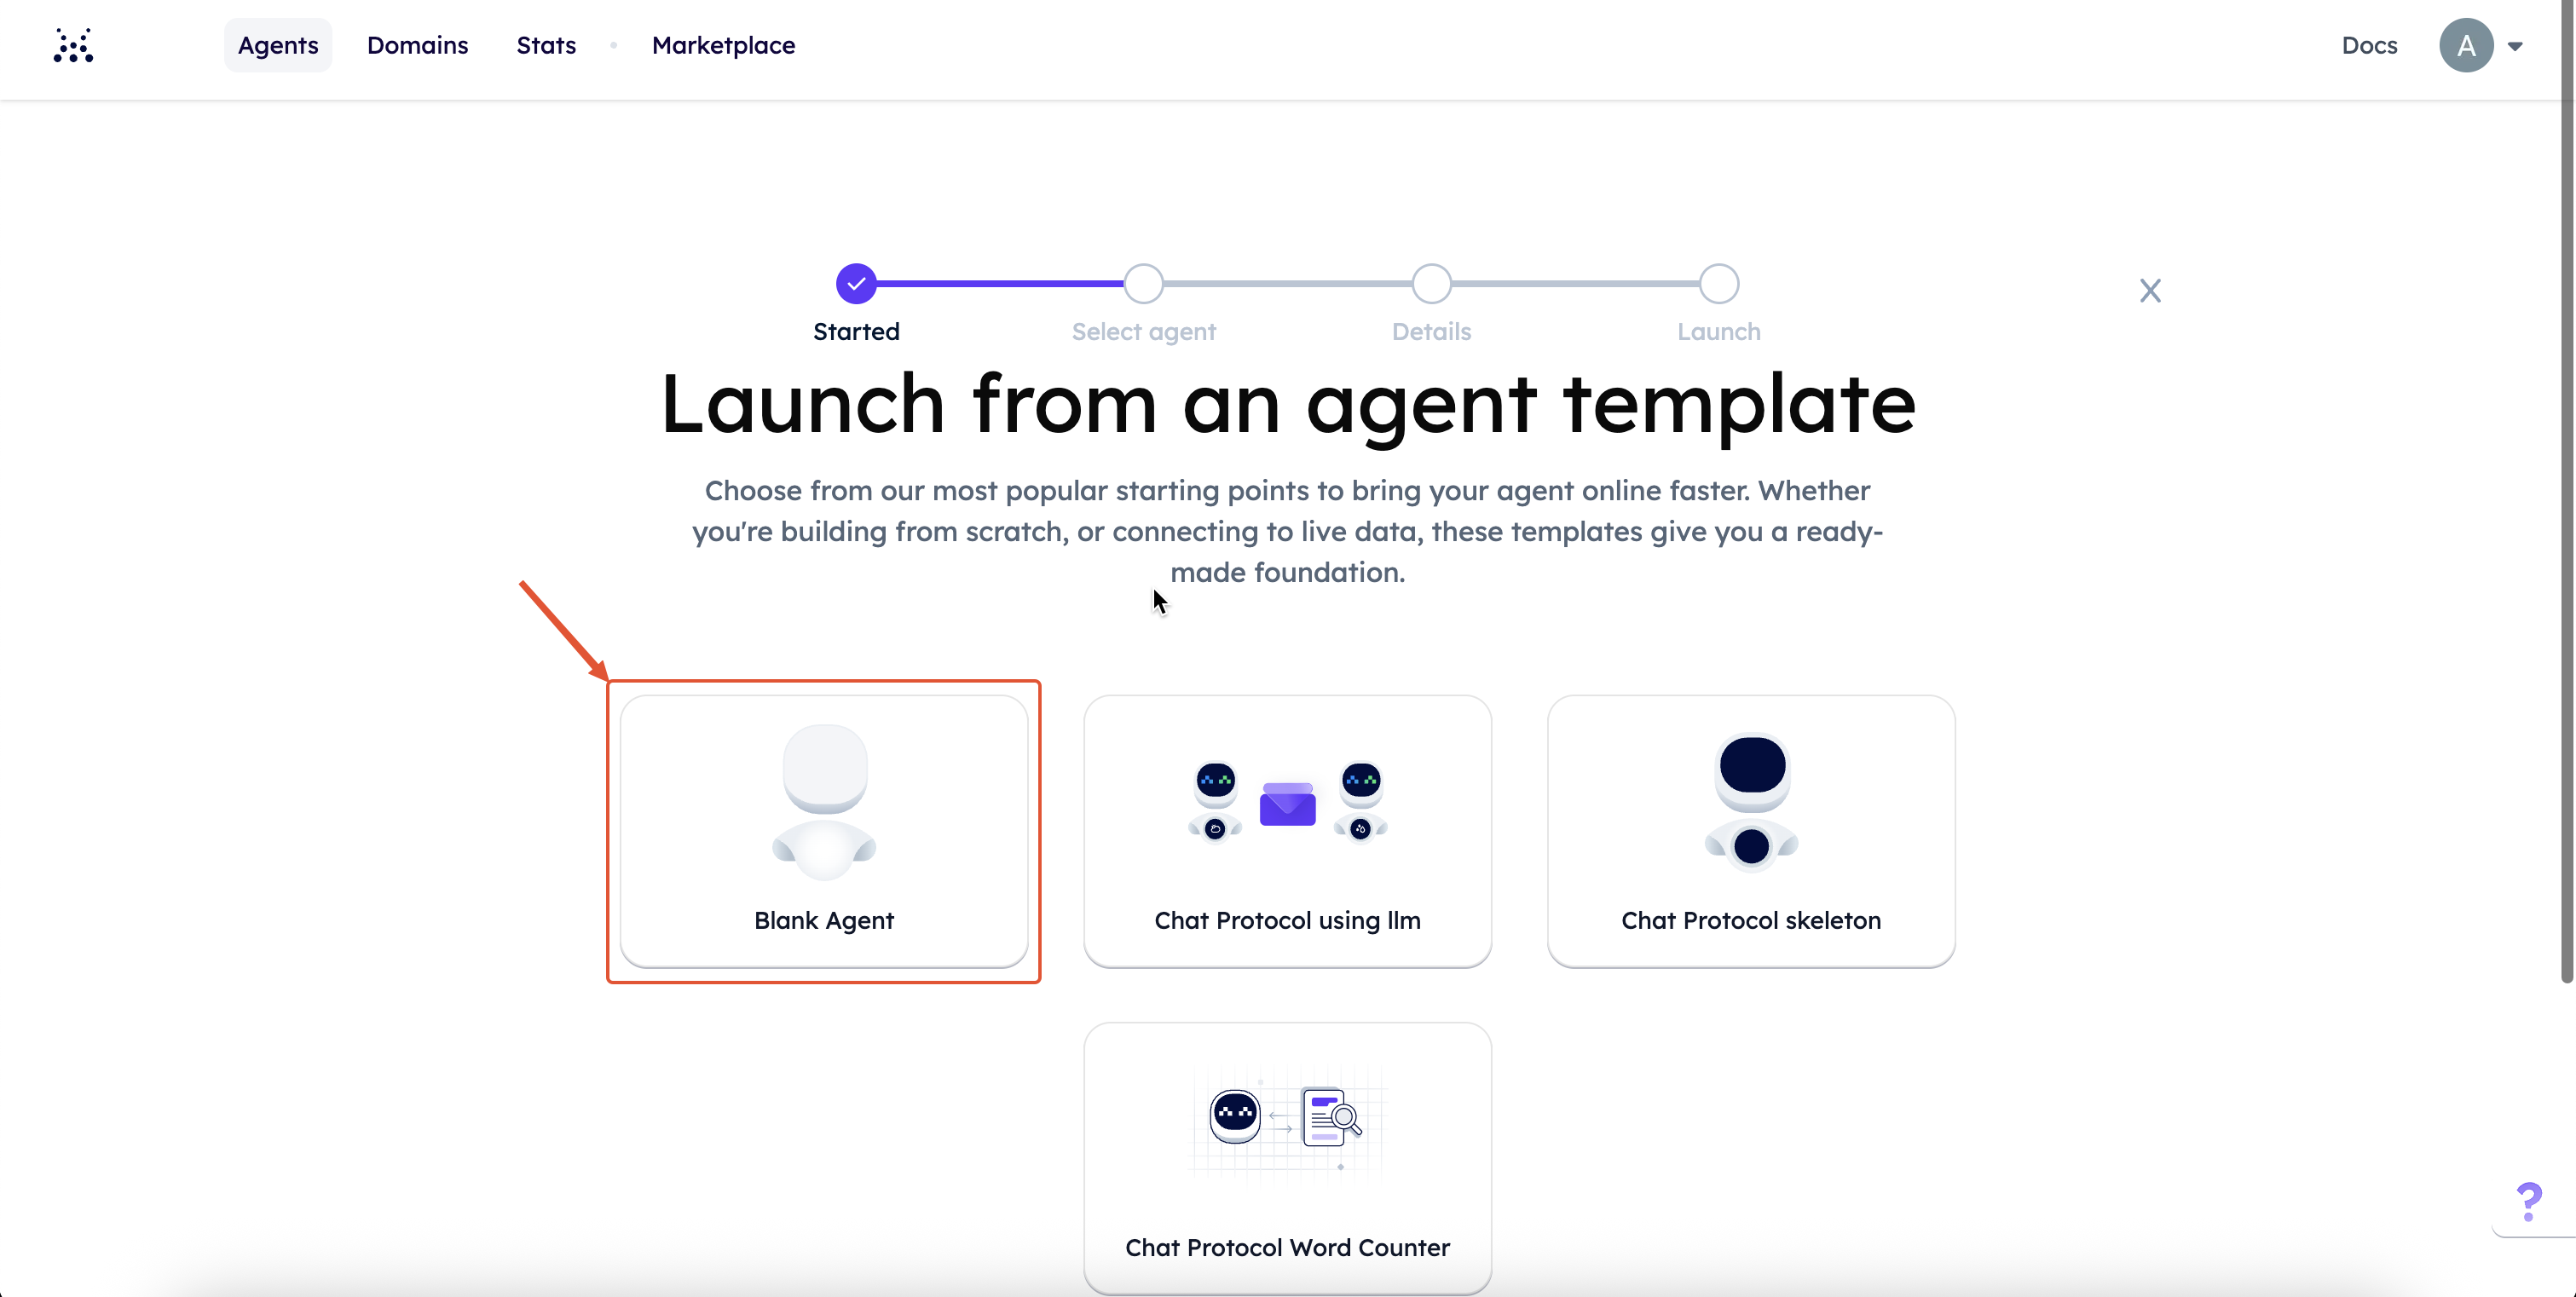 Agents Domains Stats Marketplace Docs A
Started Select agent Details Launch
X
Launch from an agent template
Choose from our most popular starting points to bring your agent online faster. Whether
you're building from scratch, or connecting to live data, these templates give you a ready-
made foundation.
Blank Agent Chat Protocol using llm Chat Protocol skeleton
Chat Protocol Word Counter
?